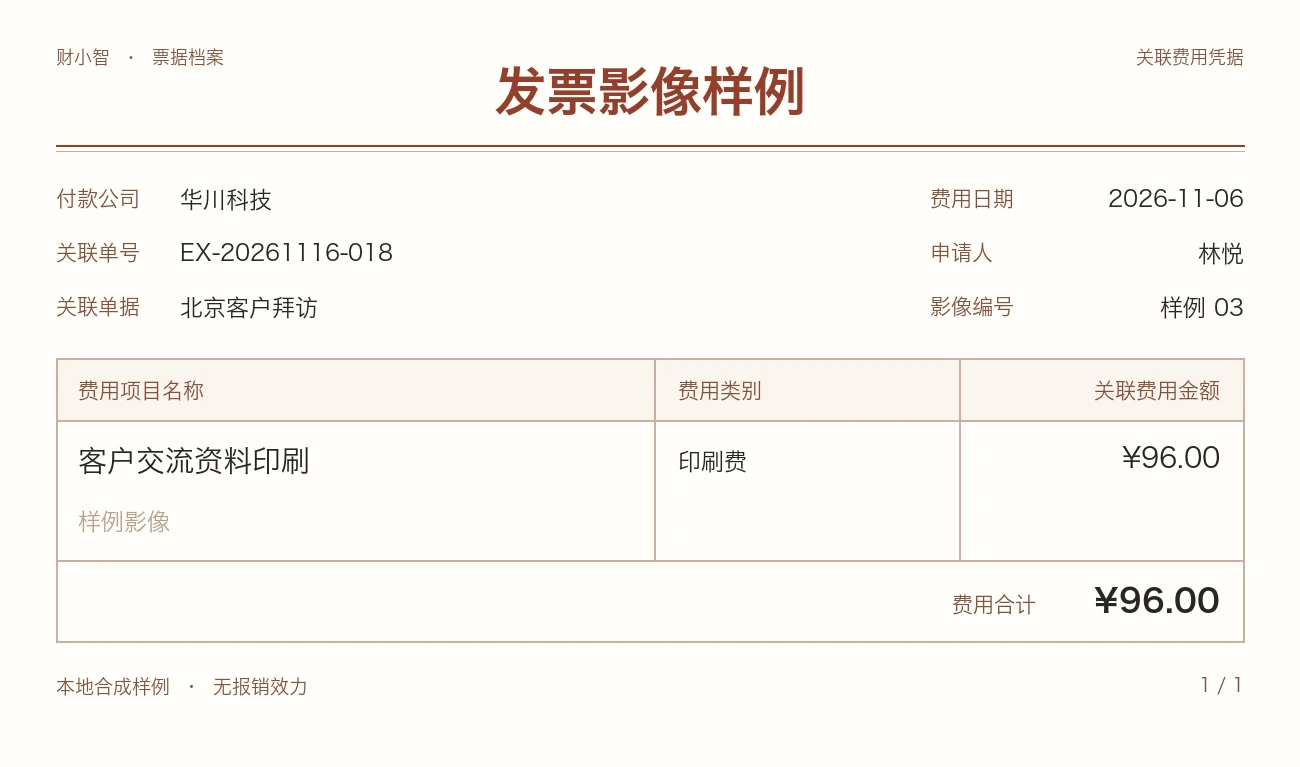 财小智 · 票据档案
关联费用凭据
发票影像样例
付款公司 华川科技 费用日期 2026-11-06
关联单号 EX-20261116-018 申请人 林悦
关联单据 北京客户拜访 影像编号 样例 03
费用项目名称 费用类别 关联费用金额
客户交流资料印刷 印刷费 ¥96.00
样例影像
费用合计 ¥96.00
本地合成样例 · 无报销效力 1 / 1